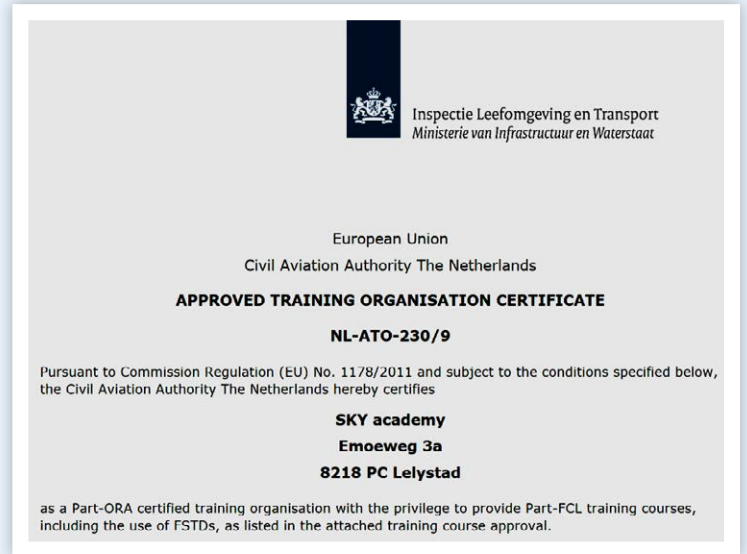 Inspectie Leefomgeving en Transport
Ministerie van Infrastructuur en Waterstaat
European Union
Civil Aviation Authority The Netherlands
APPROVED TRAINING ORGANISATION CERTIFICATE
NL-ATO-230/9
Pursuant to Commission Regulation (EU) No. 1178/2011 and subject to the conditions specified below,
the Civil Aviation Authority The Netherlands hereby certifies
SKY academy
Emoeweg 3a
8218 PC Lelystad
as a Part-ORA certified training organisation with the privilege to provide Part-FCL training courses,
including the use of FSTDs, as listed in the attached training course approval.